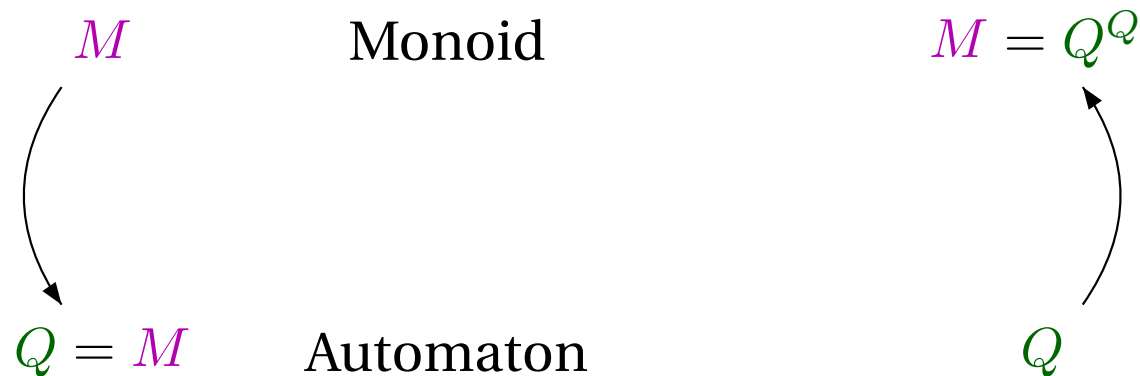 M Monoid M = Q^Q
Q = M Automaton Q